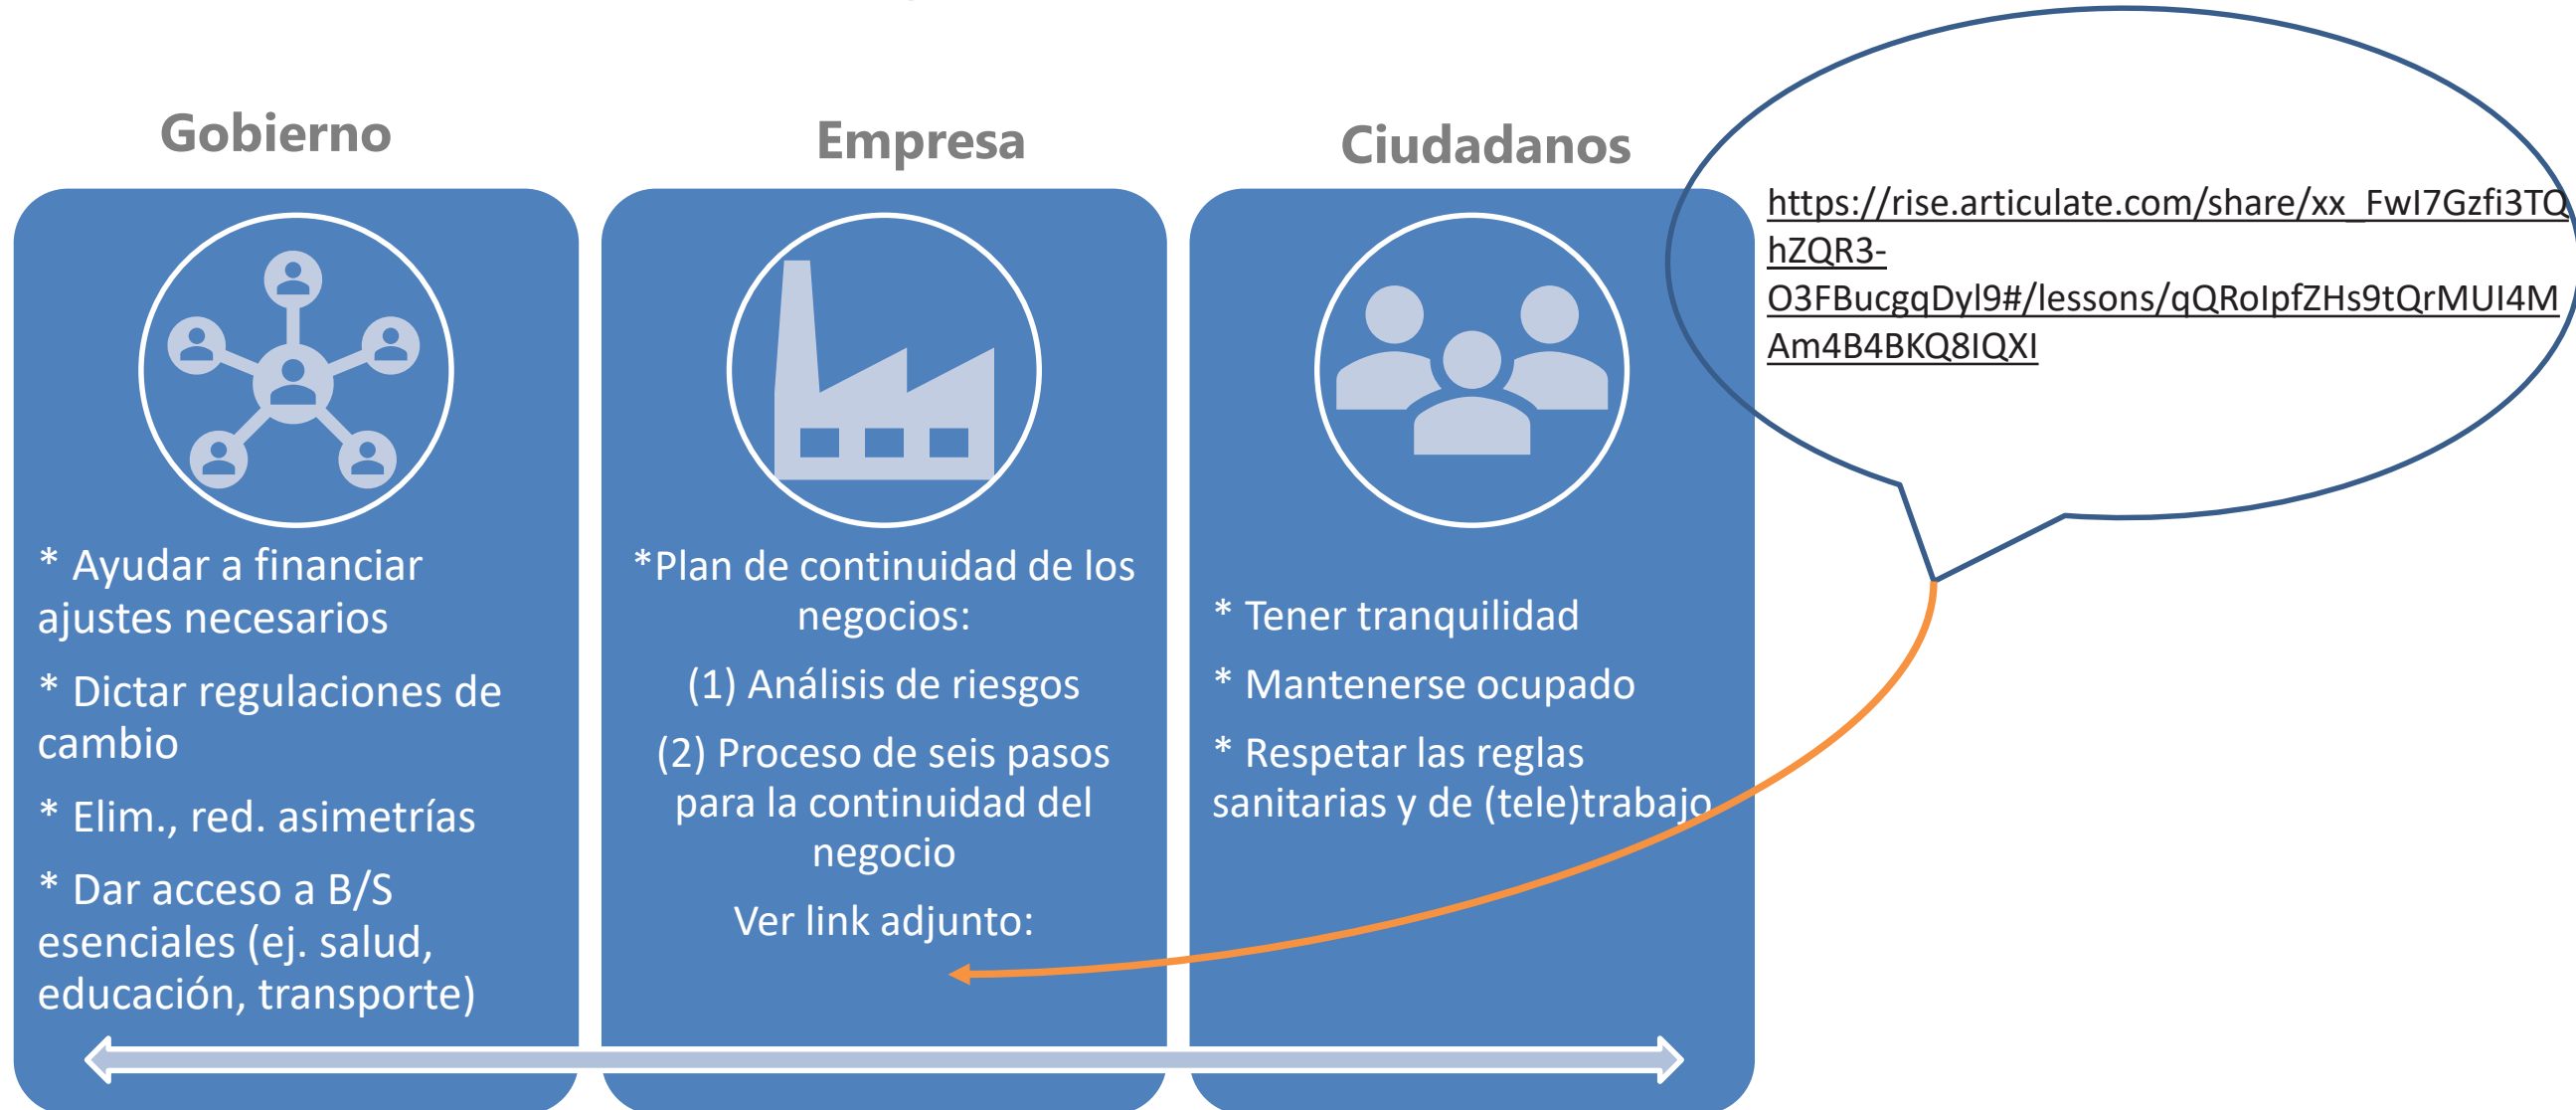 Gobierno
* Ayudar a financiar
ajustes necesarios
* Dictar regulaciones de
cambio
* Elim., red. asimetrías
* Dar acceso a B/S
esenciales (ej. salud,
educación, transporte)
Empresa
*Plan de continuidad de los
negocios:
(1) Análisis de riesgos
(2) Proceso de seis pasos
para la continuidad del
negocio
Ver link adjunto:
Ciudadanos
* Tener tranquilidad
* Mantenerse ocupado
* Respetar las reglas
sanitarias y de (tele)trabajo
https://rise.articulate.com/share/xx_FwI7Gzfi3TQ
hZQR3-
O3FBucgqDyl9#/lessons/qQRoIpfZHs9tQrMUI4M
Am4B4BKQ8IQXI